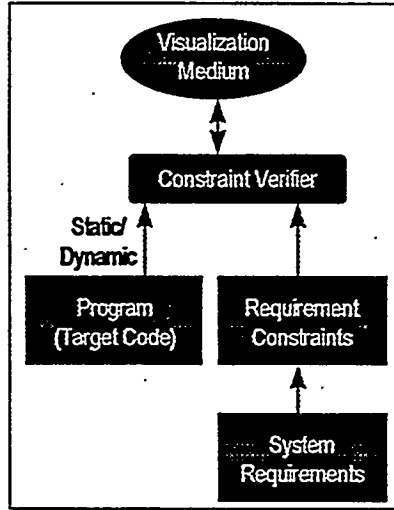 Visualization
Medium
Constraint Verifier
Static/
Dynamic
Program
(Target Code)
Requirement
Constraints
System
Requirements